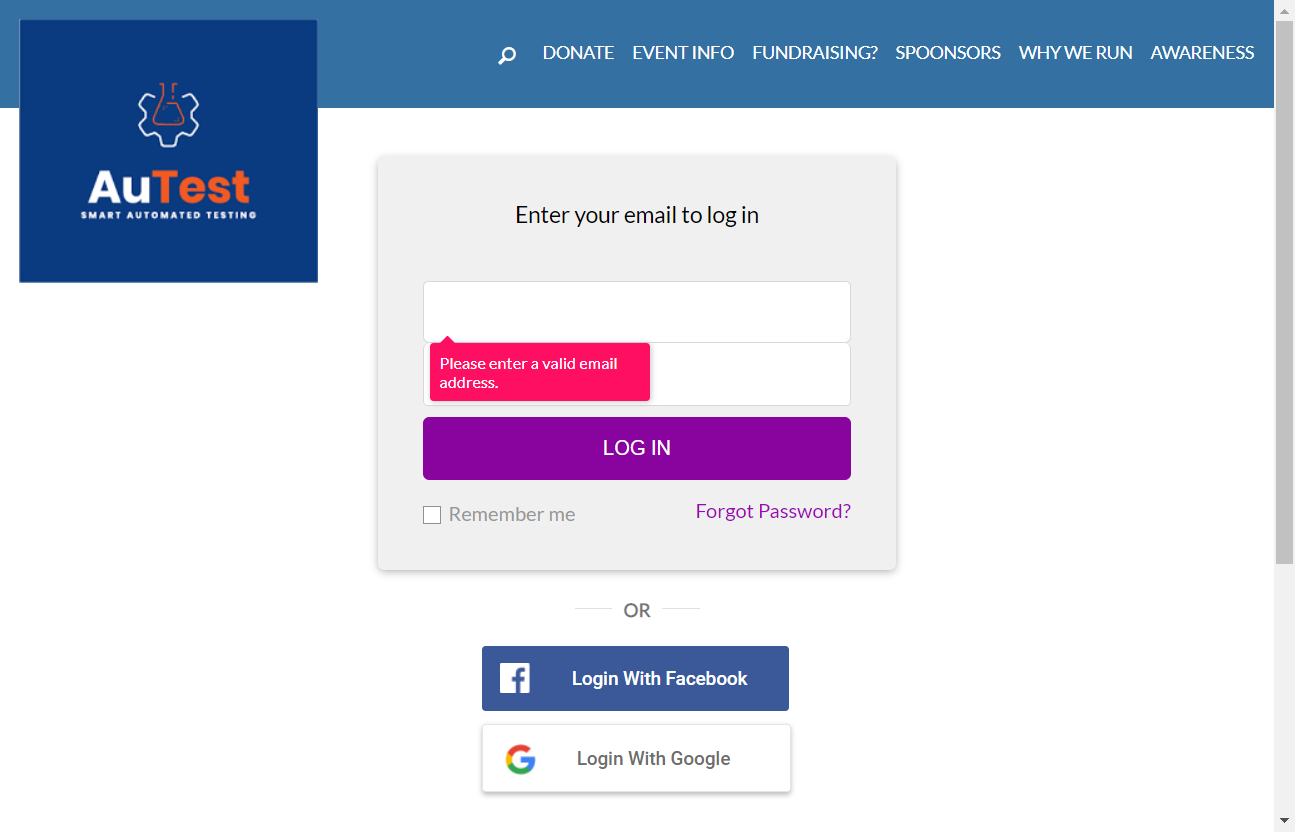 DONATE EVENT INFO FUNDRAISING? SPOONSORS WHY WE RUN AWARENESS
AuTest
SMART AUTOMATED TESTING
Enter your email to log in
Please enter a valid email
address.
LOG IN
Remember me
Forgot Password?
OR
Login With Facebook
Login With Google